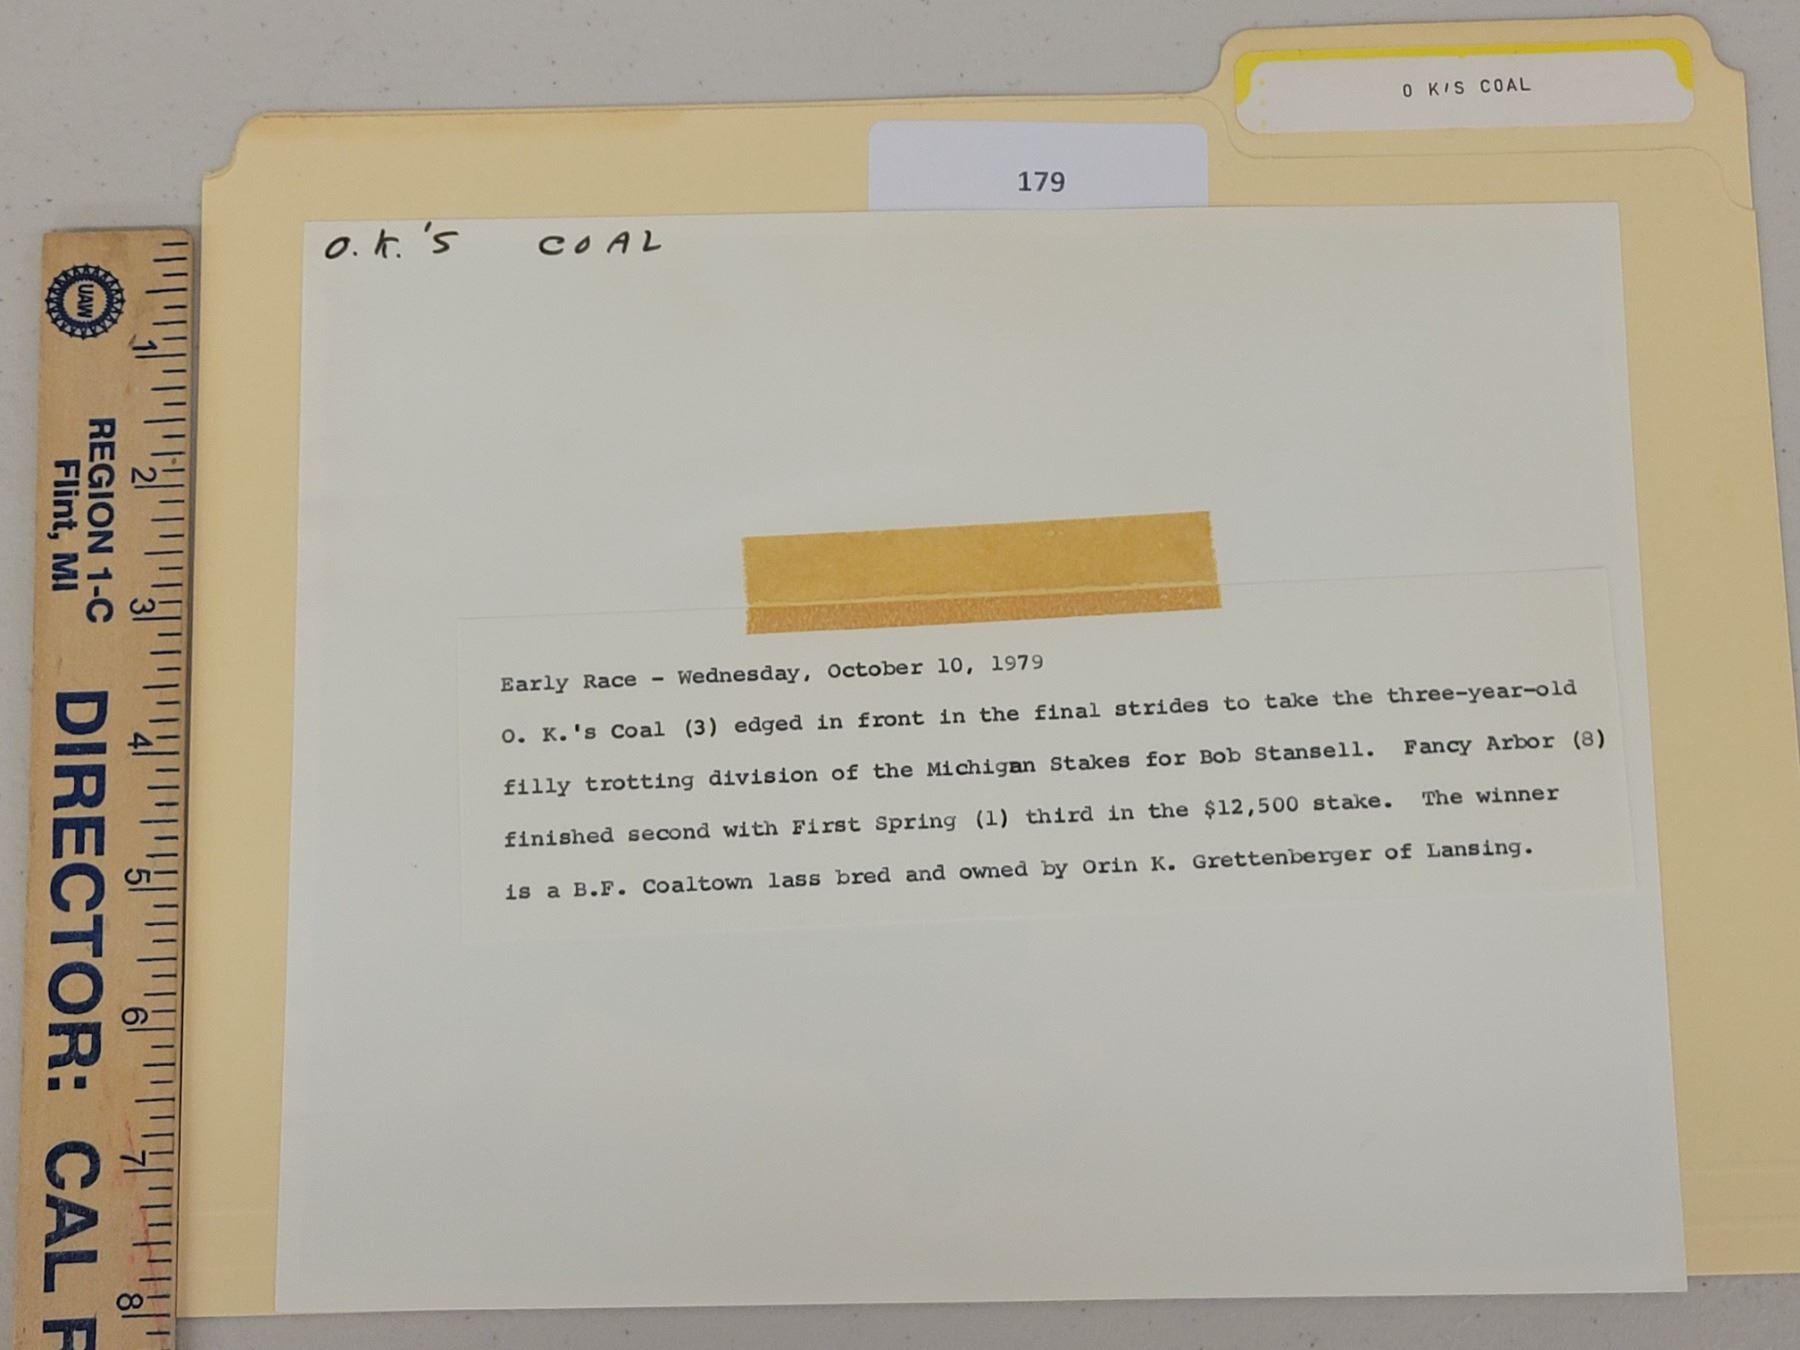 O K'S COAL
179
O.K.'S COAL
Early Race - Wednesday, October 10, 1979
O. K.'s Coal (3) edged in front in the final strides to take the three-year-old
filly trotting division of the Michigan Stakes for Bob Stansell. Fancy Arbor (8)
finished second with First Spring (1) third in the $12,500 stake. The winner
is a B.F. Coaltown lass bred and owned by Orin K. Grettenberger of Lansing.
UAW
REGION 1-C
Flint, MI
DIRECTOR: CAL
1
2
3
4
5
6
7
8